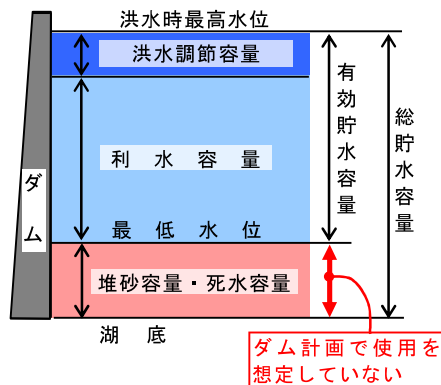 洪水時最高水位
洪水調節容量
有効貯水容量
総貯水容量
利水容量
ダム
最低水位
堆砂容量・死水容量
湖底
ダム計画で使用を
想定していない